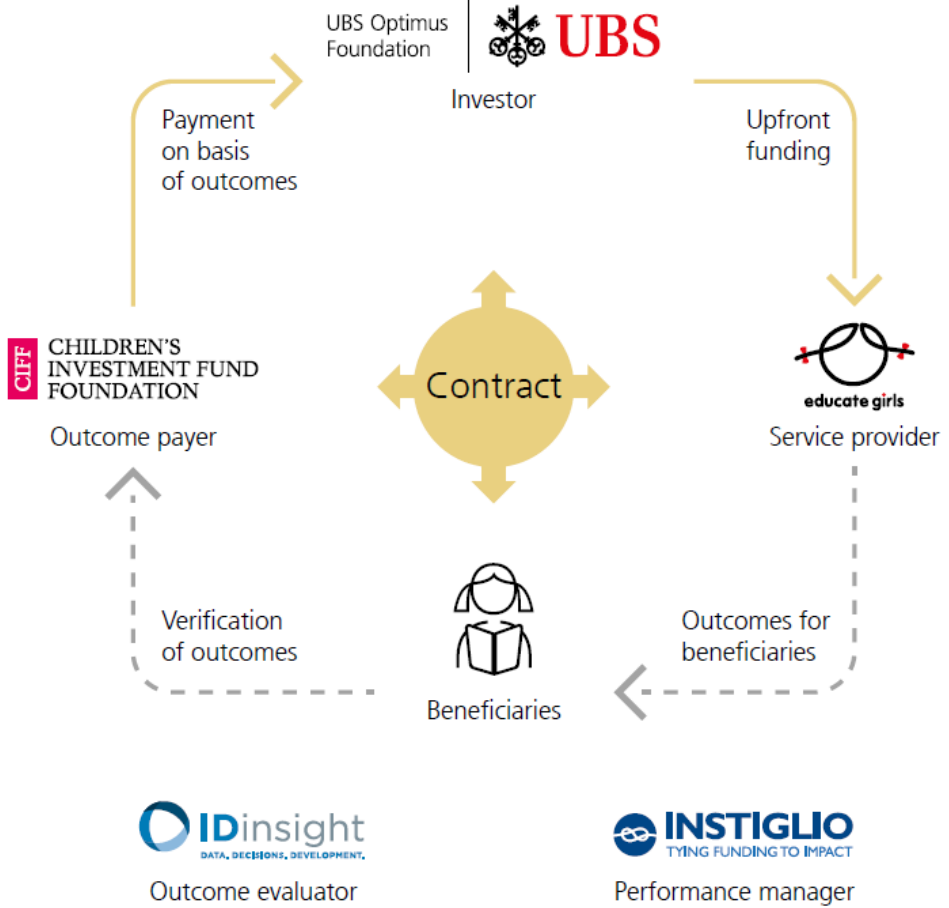 UBS Optimus
Foundation
UBS
Investor
Payment
on basis
of outcomes
Upfront
funding
CIFF
CHILDREN'S
INVESTMENT FUND
FOUNDATION
Outcome payer
Contract
educate girls
Service provider
Verification
of outcomes
Outcomes for
beneficiaries
Beneficiaries
IDinsight
DATA. DECISIONS. DEVELOPMENT.
Outcome evaluator
INSTIGLIO
TYING FUNDING TO IMPACT
Performance manager